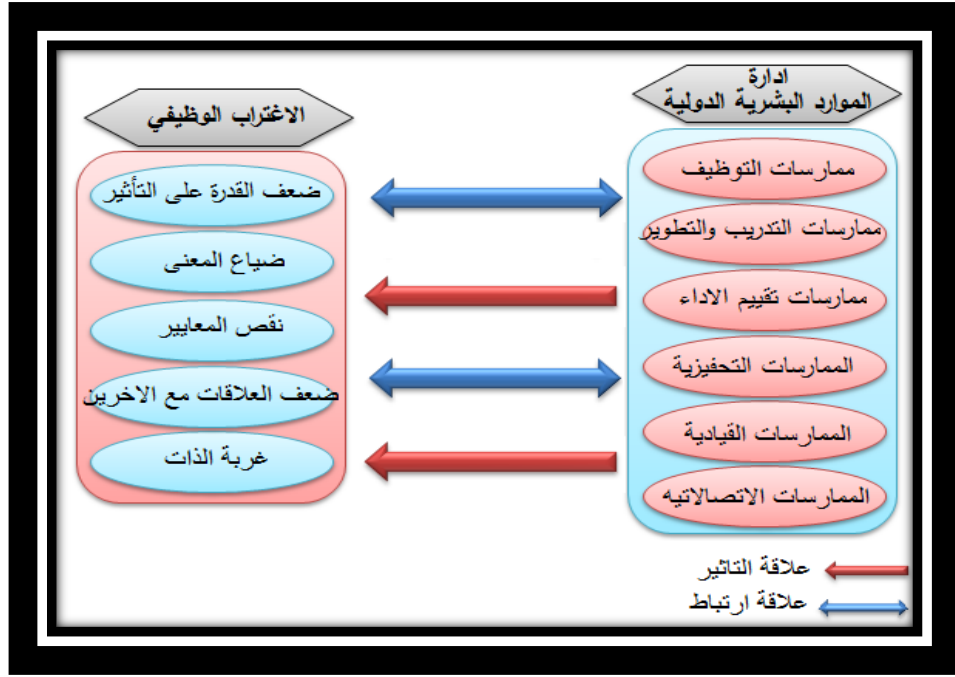 ادارة
الموارد البشرية الدولية
ممارسات التوظيف
ممارسات التدريب والتطوير
ممارسات تقييم الاداء
الممارسات التحفيزية
الممارسات القيادية
الممارسات الاتصالاتيه
الاغتراب الوظيفي
ضعف القدرة على التأثير
ضياع المعنى
نقص المعايير
ضعف العلاقات مع الاخرين
غربة الذات
علاقة التاثير
علاقة ارتباط